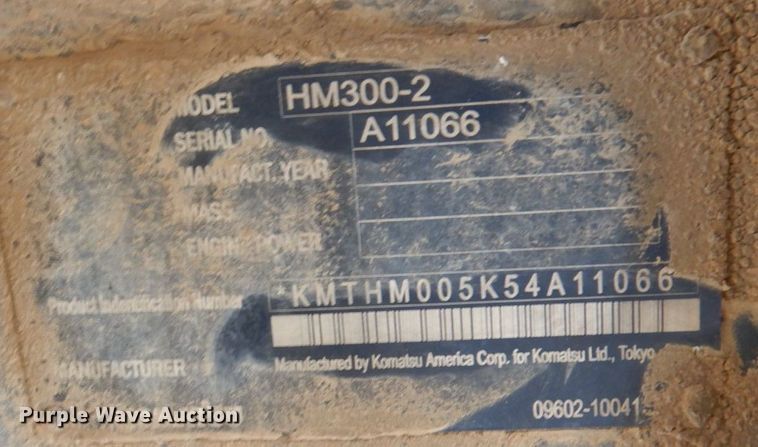 MODEL HM300-2
SERIAL NO. A11066
MANUFACT. YEAR
MASS
ENGINE POWER
Product Indentification Number *KMTHM005K54A11066
Manufactured by Komatsu America Corp. for Komatsu Ltd., Tokyo
MANUFACTURER
09602-10041
Purple Wave Auction